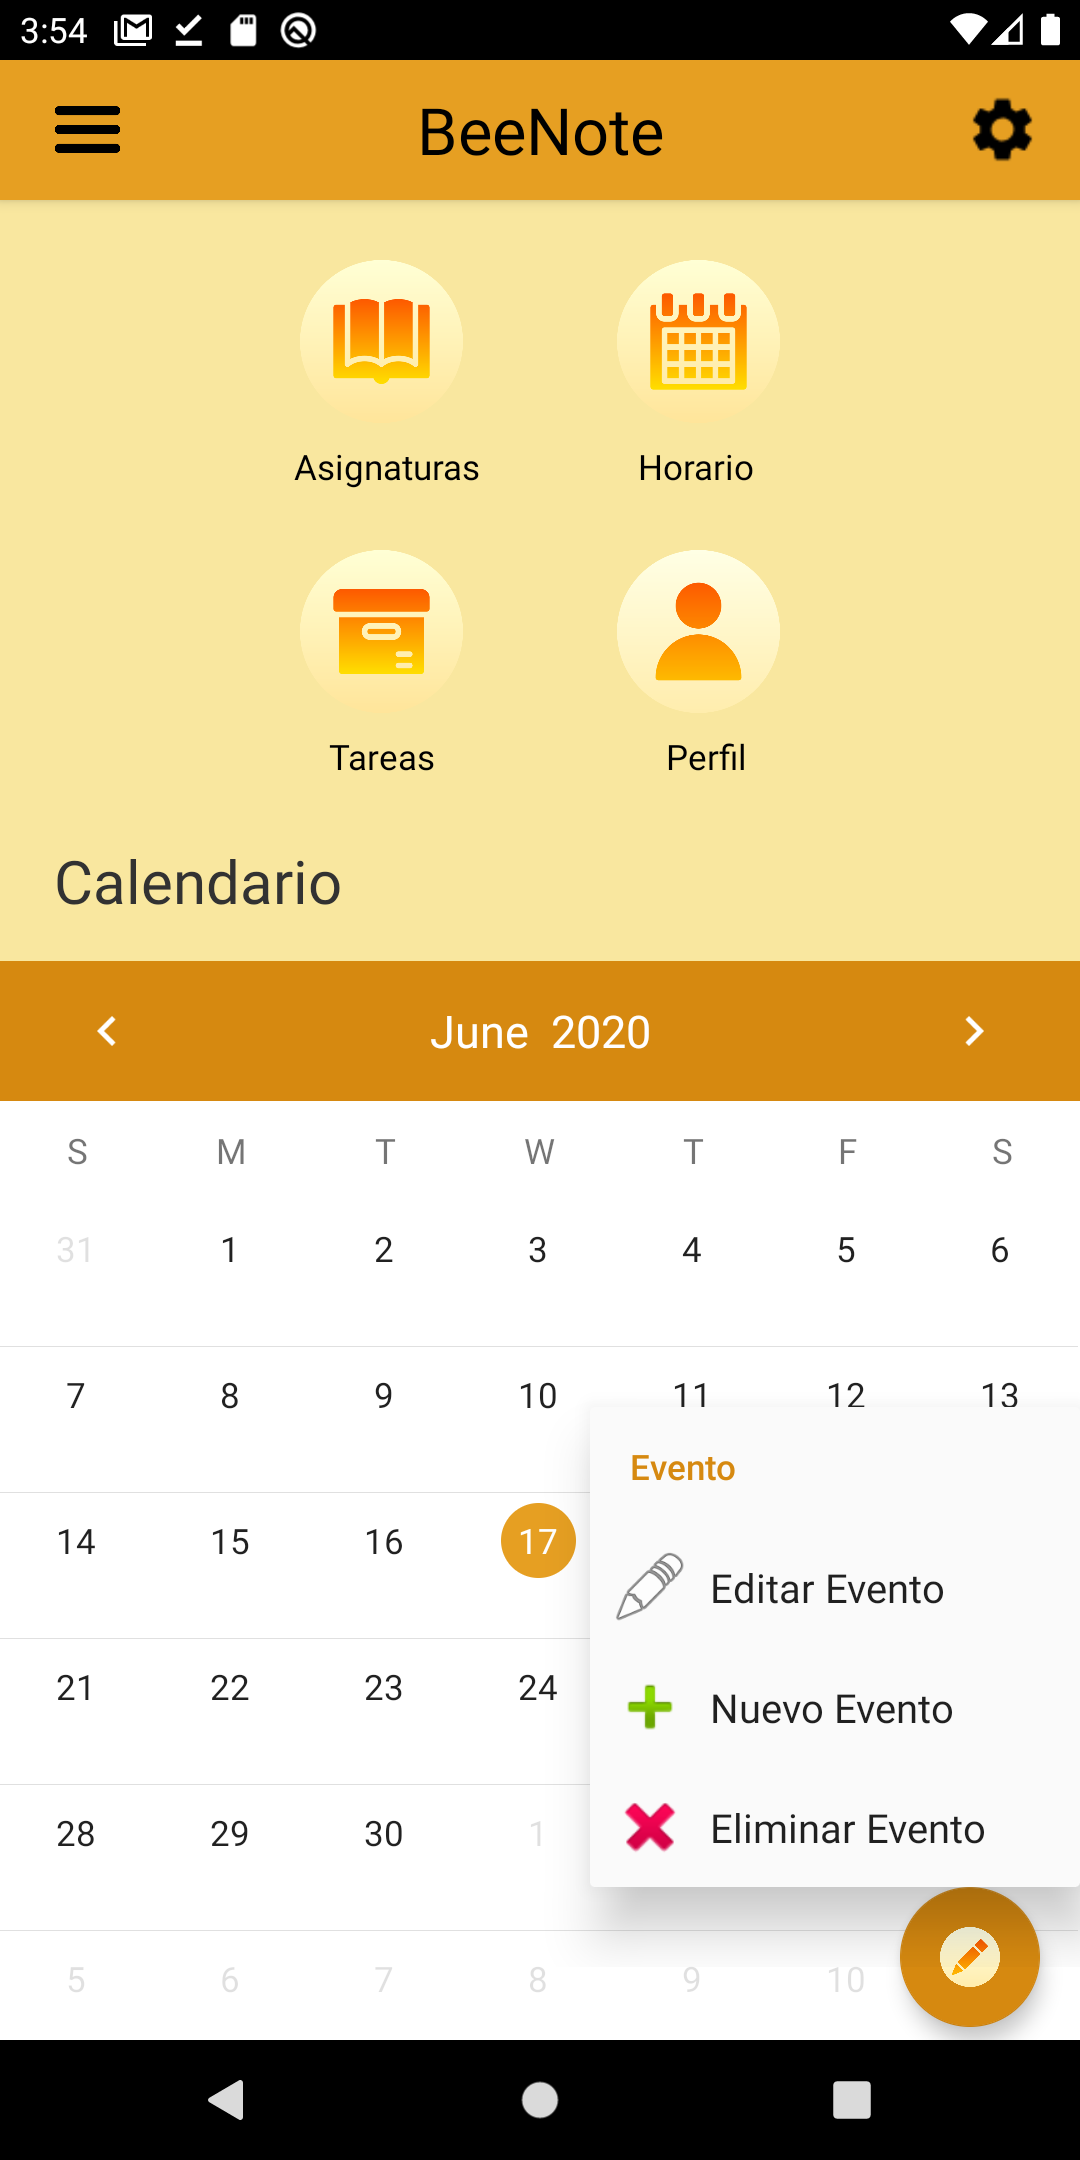 3:54
BeeNote
Asignaturas Horario
Tareas Perfil
Calendario
June 2020
S M T W T F S
31 1 2 3 4 5 6
7 8 9 10 11 12 13
Evento
14 15 16 17
Editar Evento
21 22 23 24
Nuevo Evento
28 29 30 1
Eliminar Evento
5 6 7 8 9 10